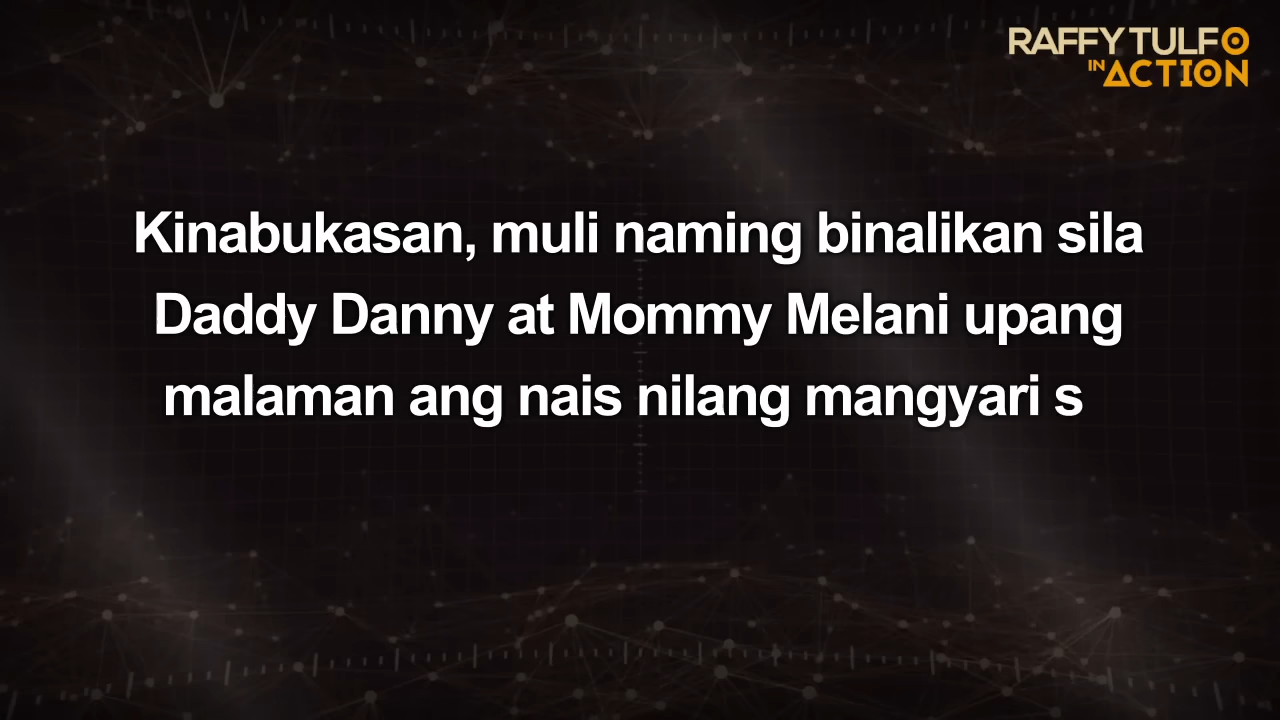 RAFFY TULFO
IN ACTION
Kinabukasan, muli naming binalikan sila
Daddy Danny at Mommy Melani upang
malaman ang nais nilang mangyari s